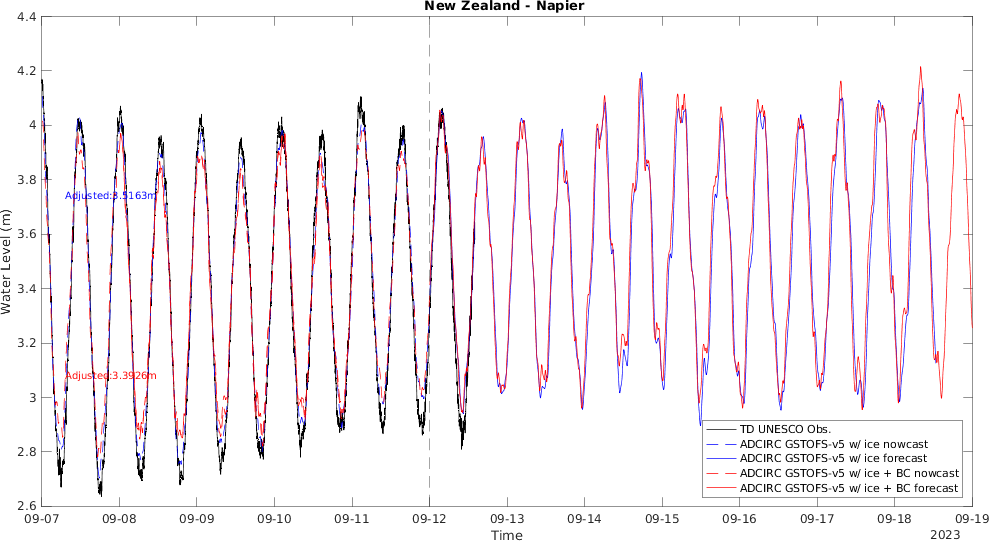 New Zealand - Napier
4.4
4.2
4
3.8
3.6
3.4
3.2
3
2.8
2.6
Water Level (m)
Adjusted:3.5163m
Adjusted:3.3926m
TD UNESCO Obs.
ADCIRC GSTOFS-v5 w/ ice nowcast
ADCIRC GSTOFS-v5 w/ ice forecast
ADCIRC GSTOFS-v5 w/ ice + BC nowcast
ADCIRC GSTOFS-v5 w/ ice + BC forecast
09-07 09-08 09-09 09-10 09-11 09-12 09-13 09-14 09-15 09-16 09-17 09-18 09-19
Time
2023